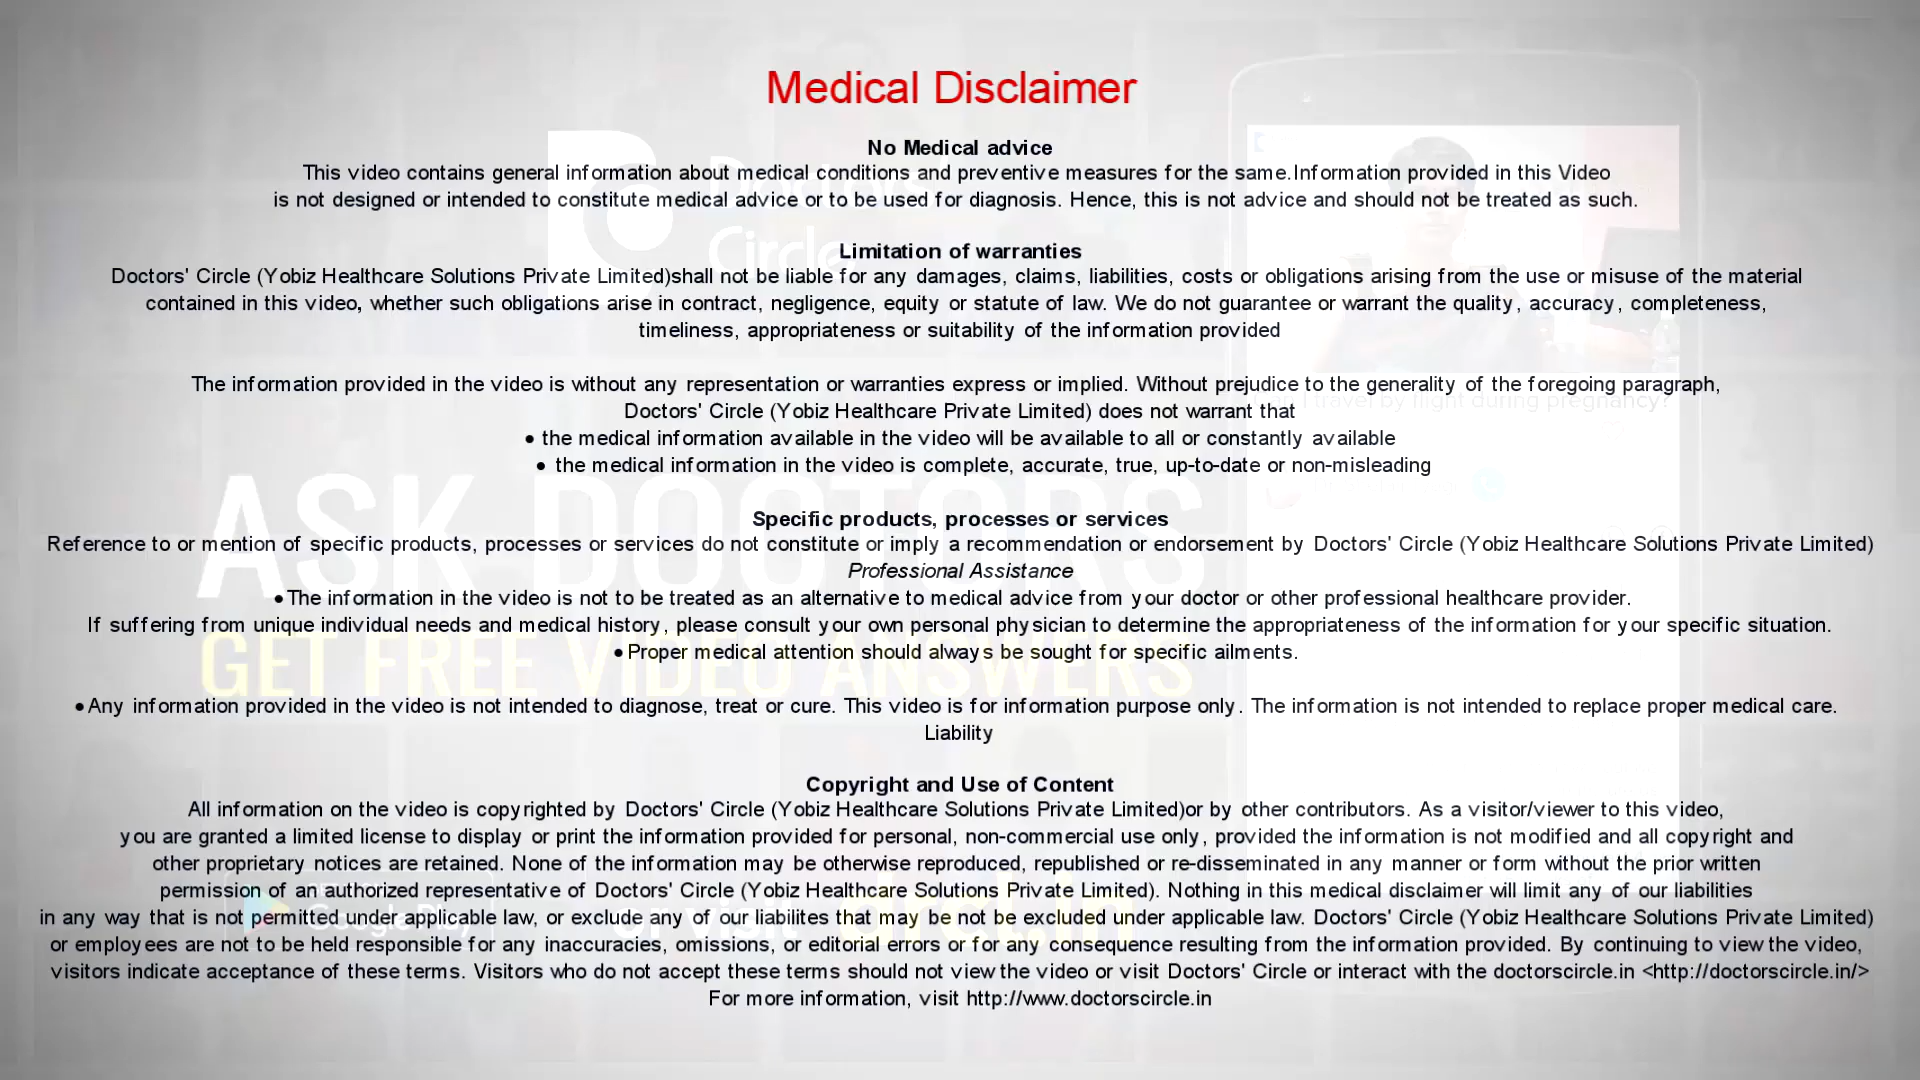 Medical Disclaimer
No Medical advice
This video contains general information about medical conditions and preventive measures for the same.Information provided in this Video
is not designed or intended to constitute medical advice or to be used for diagnosis. Hence, this is not advice and should not be treated as such.
Limitation of warranties
Doctors' Circle (Yobiz Healthcare Solutions Private Limited)shall not be liable for any damages, claims, liabilities, costs or obligations arising from the use or misuse of the material
contained in this video, whether such obligations arise in contract, negligence, equity or statute of law. We do not guarantee or warrant the quality, accuracy, completeness,
timeliness, appropriateness or suitability of the information provided
The information provided in the video is without any representation or warranties express or implied. Without prejudice to the generality of the foregoing paragraph,
Doctors' Circle (Yobiz Healthcare Private Limited) does not warrant that
• the medical information available in the video will be available to all or constantly available
• the medical information in the video is complete, accurate, true, up-to-date or non-misleading
Specific products, processes or services
Reference to or mention of specific products, processes or services do not constitute or imply a recommendation or endorsement by Doctors' Circle (Yobiz Healthcare Solutions Private Limited)
Professional Assistance
•The information in the video is not to be treated as an alternative to medical advice from your doctor or other professional healthcare provider.
If suffering from unique individual needs and medical history, please consult your own personal physician to determine the appropriateness of the information for your specific situation.
•Proper medical attention should always be sought for specific ailments.
•Any information provided in the video is not intended to diagnose, treat or cure. This video is for information purpose only. The information is not intended to replace proper medical care.
Liability
Copyright and Use of Content
All information on the video is copyrighted by Doctors' Circle (Yobiz Healthcare Solutions Private Limited)or by other contributors. As a visitor/viewer to this video,
you are granted a limited license to display or print the information provided for personal, non-commercial use only, provided the information is not modified and all copyright and
other proprietary notices are retained. None of the information may be otherwise reproduced, republished or re-disseminated in any manner or form without the prior written
permission of an authorized representative of Doctors' Circle (Yobiz Healthcare Solutions Private Limited). Nothing in this medical disclaimer will limit any of our liabilities
in any way that is not permitted under applicable law, or exclude any of our liabilites that may be not be excluded under applicable law. Doctors' Circle (Yobiz Healthcare Solutions Private Limited)
or employees are not to be held responsible for any inaccuracies, omissions, or editorial errors or for any consequence resulting from the information provided. By continuing to view the video,
visitors indicate acceptance of these terms. Visitors who do not accept these terms should not view the video or visit Doctors' Circle or interact with the doctorscircle.in <http://doctorscircle.in/>
For more information, visit http://www.doctorscircle.in
Doctors'
Circle
Can I travel by flight during pregnancy?
ASK DOCTORS
GET FREE VIDEO ANSWERS
Google Play
or visit drcl.in